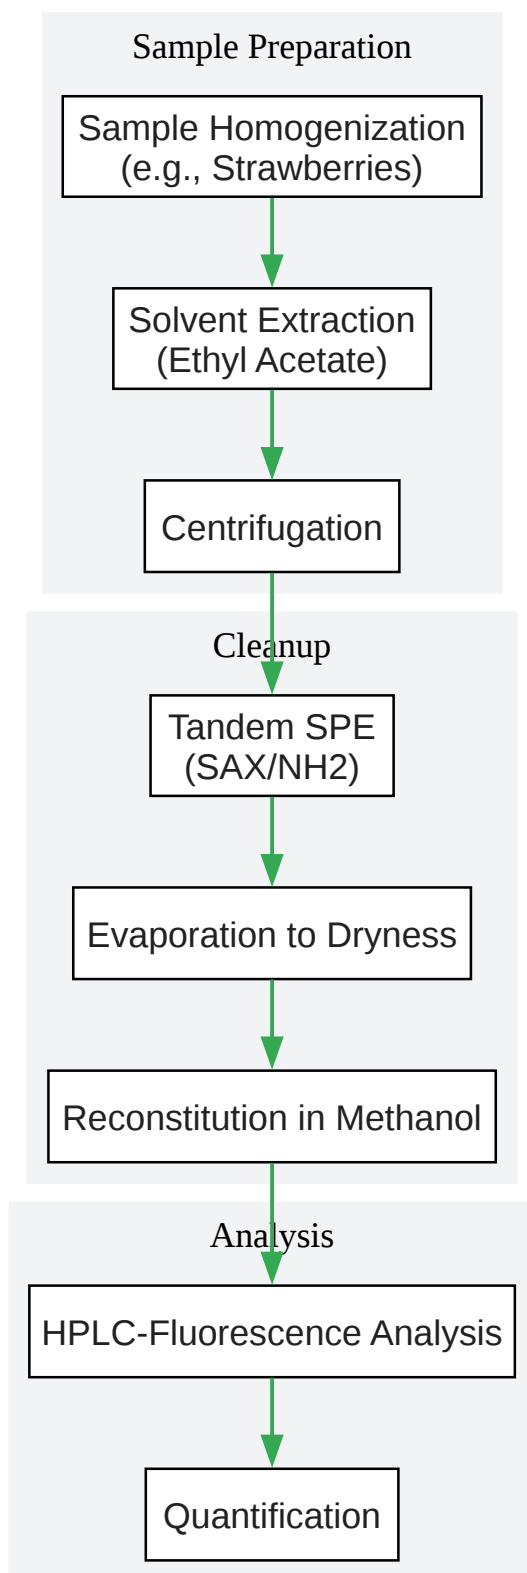 Sample Preparation
Sample Homogenization
(e.g., Strawberries)
Solvent Extraction
(Ethyl Acetate)
Centrifugation
Cleanup
Tandem SPE
(SAX/NH2)
Evaporation to Dryness
Reconstitution in Methanol
Analysis
HPLC-Fluorescence Analysis
Quantification